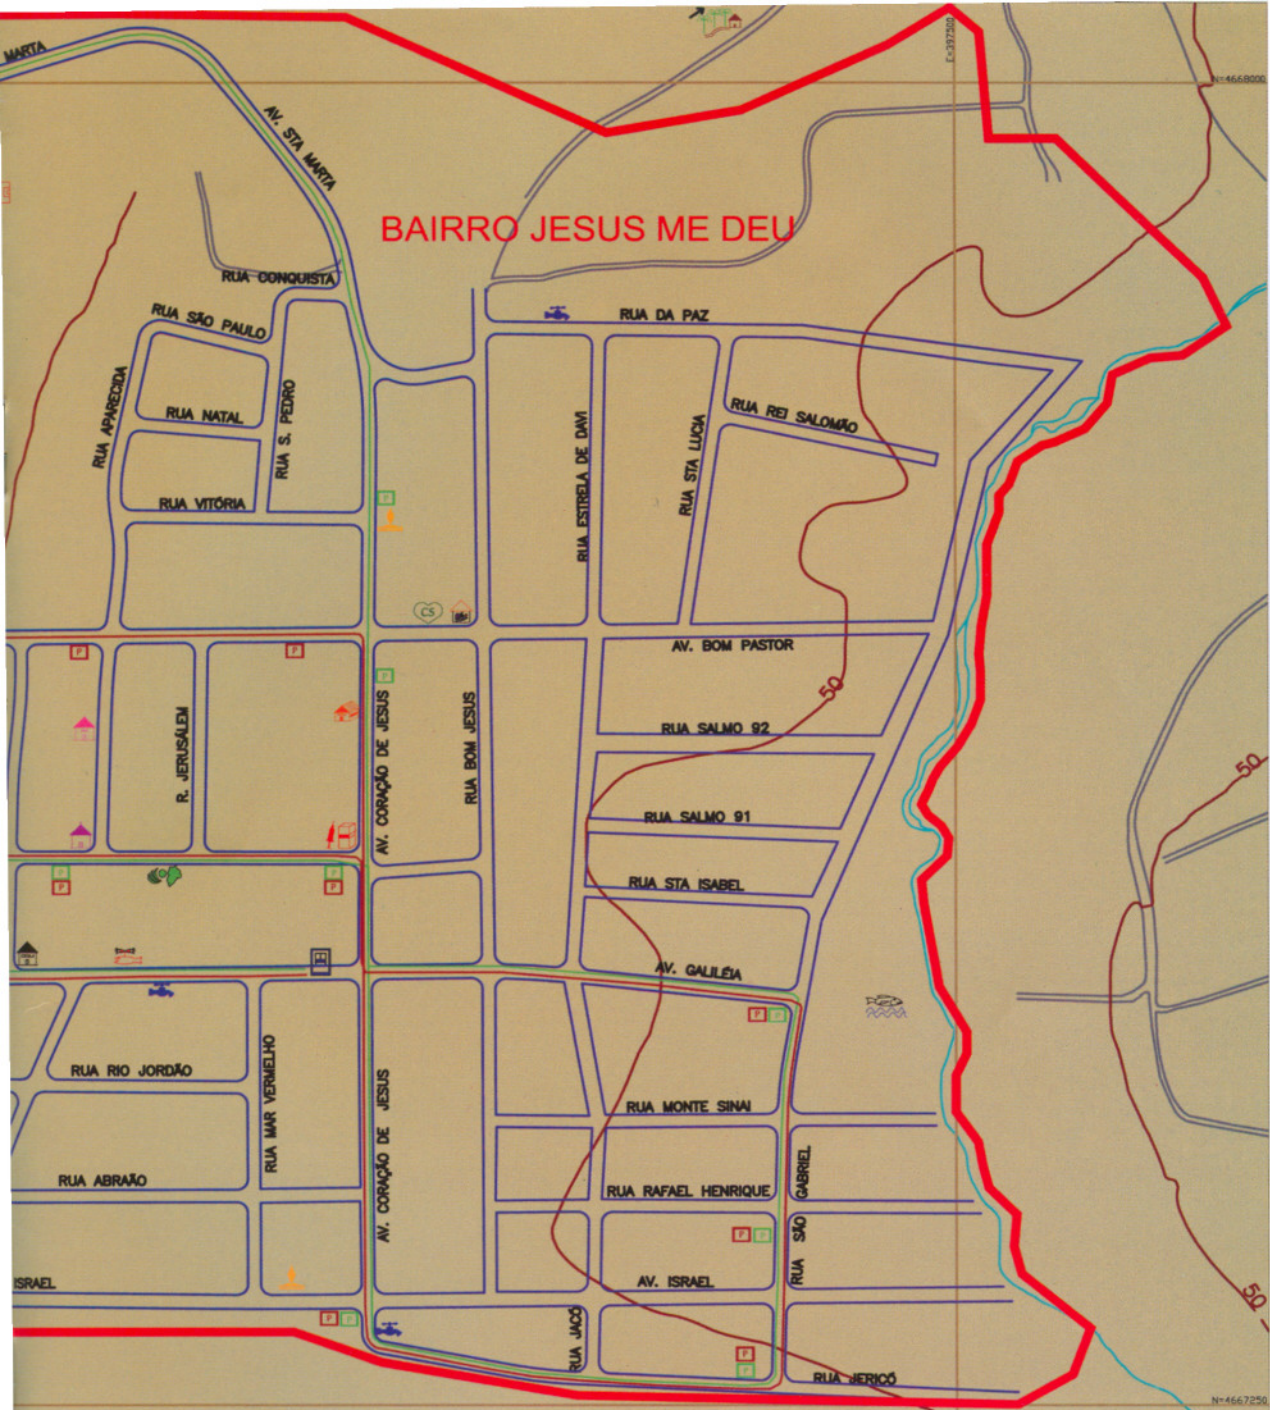 MARTA
E=397500
N=4668000
AV. STA MARTA
BAIRRO JESUS ME DEU
RUA CONQUISTA
RUA SÃO PAULO
RUA DA PAZ
RUA APARECIDA
RUA NATAL
RUA S. PEDRO
RUA ESTRELA DE DAVI
RUA STA LUCIA
RUA REI SALOMÃO
RUA VITÓRIA
P
CS
P
P
P
AV. BOM PASTOR
50
R. JERUSÁLEM
AV. CORAÇÃO DE JESUS
RUA BOM JESUS
RUA SALMO 92
50
RUA SALMO 91
P
P
P
P
RUA STA ISABEL
AV. GALILÉIA
P
P
RUA RIO JORDÃO
RUA MAR VERMELHO
AV. CORAÇÃO DE JESUS
RUA MONTE SINAI
RUA ABRAÃO
RUA RAFAEL HENRIQUE
RUA SÃO GABRIEL
P
P
ISRAEL
AV. ISRAEL
50
P
P
RUA JACÓ
P
P
RUA JERICÓ
N=4667250